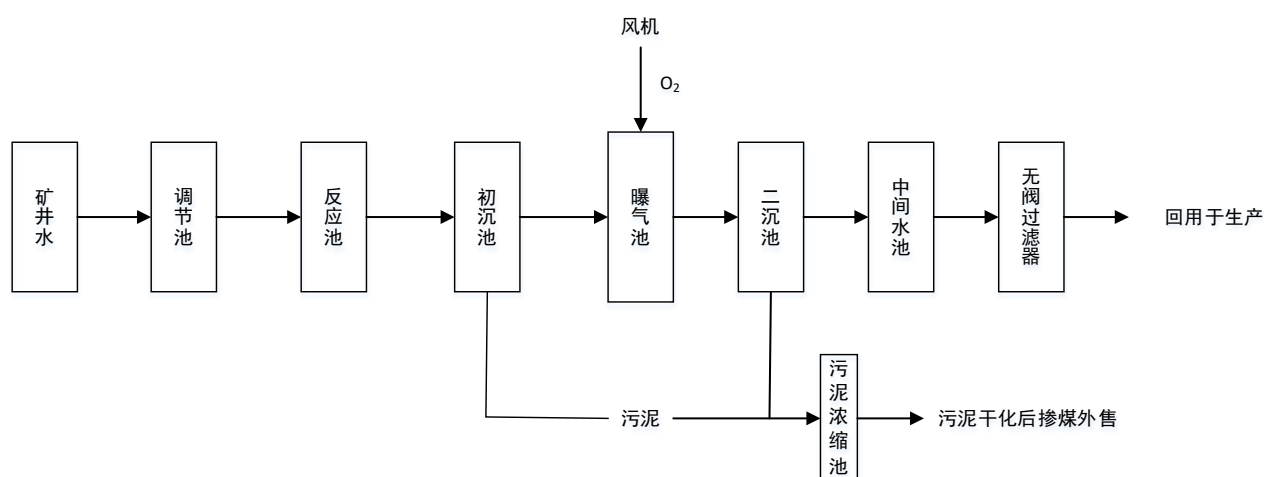 风机
O₂
矿井水
调节池
反应池
初沉池
曝气池
二沉池
中间水池
无阀过滤器
回用于生产
污泥
污泥浓缩池
污泥干化后掺煤外售